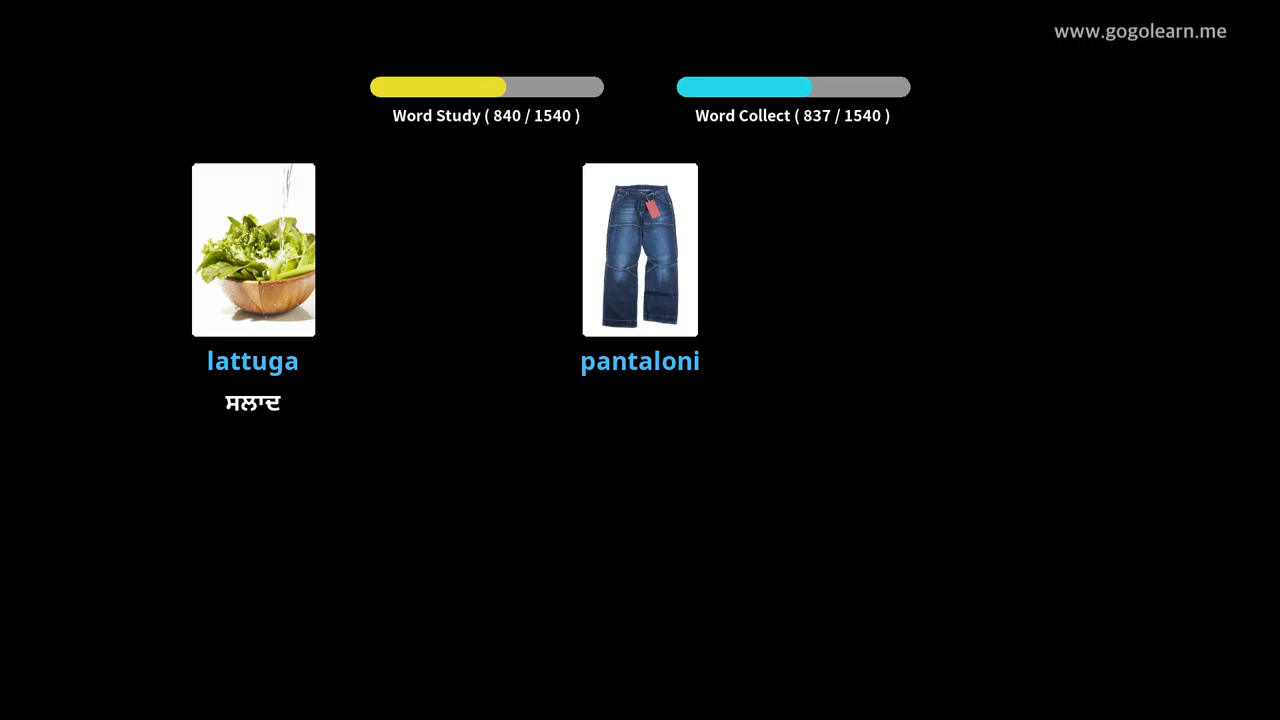 www.gogolearn.me
Word Study ( 840 / 1540 )
Word Collect ( 837 / 1540 )
lattuga
pantaloni
ਸਲਾਦ